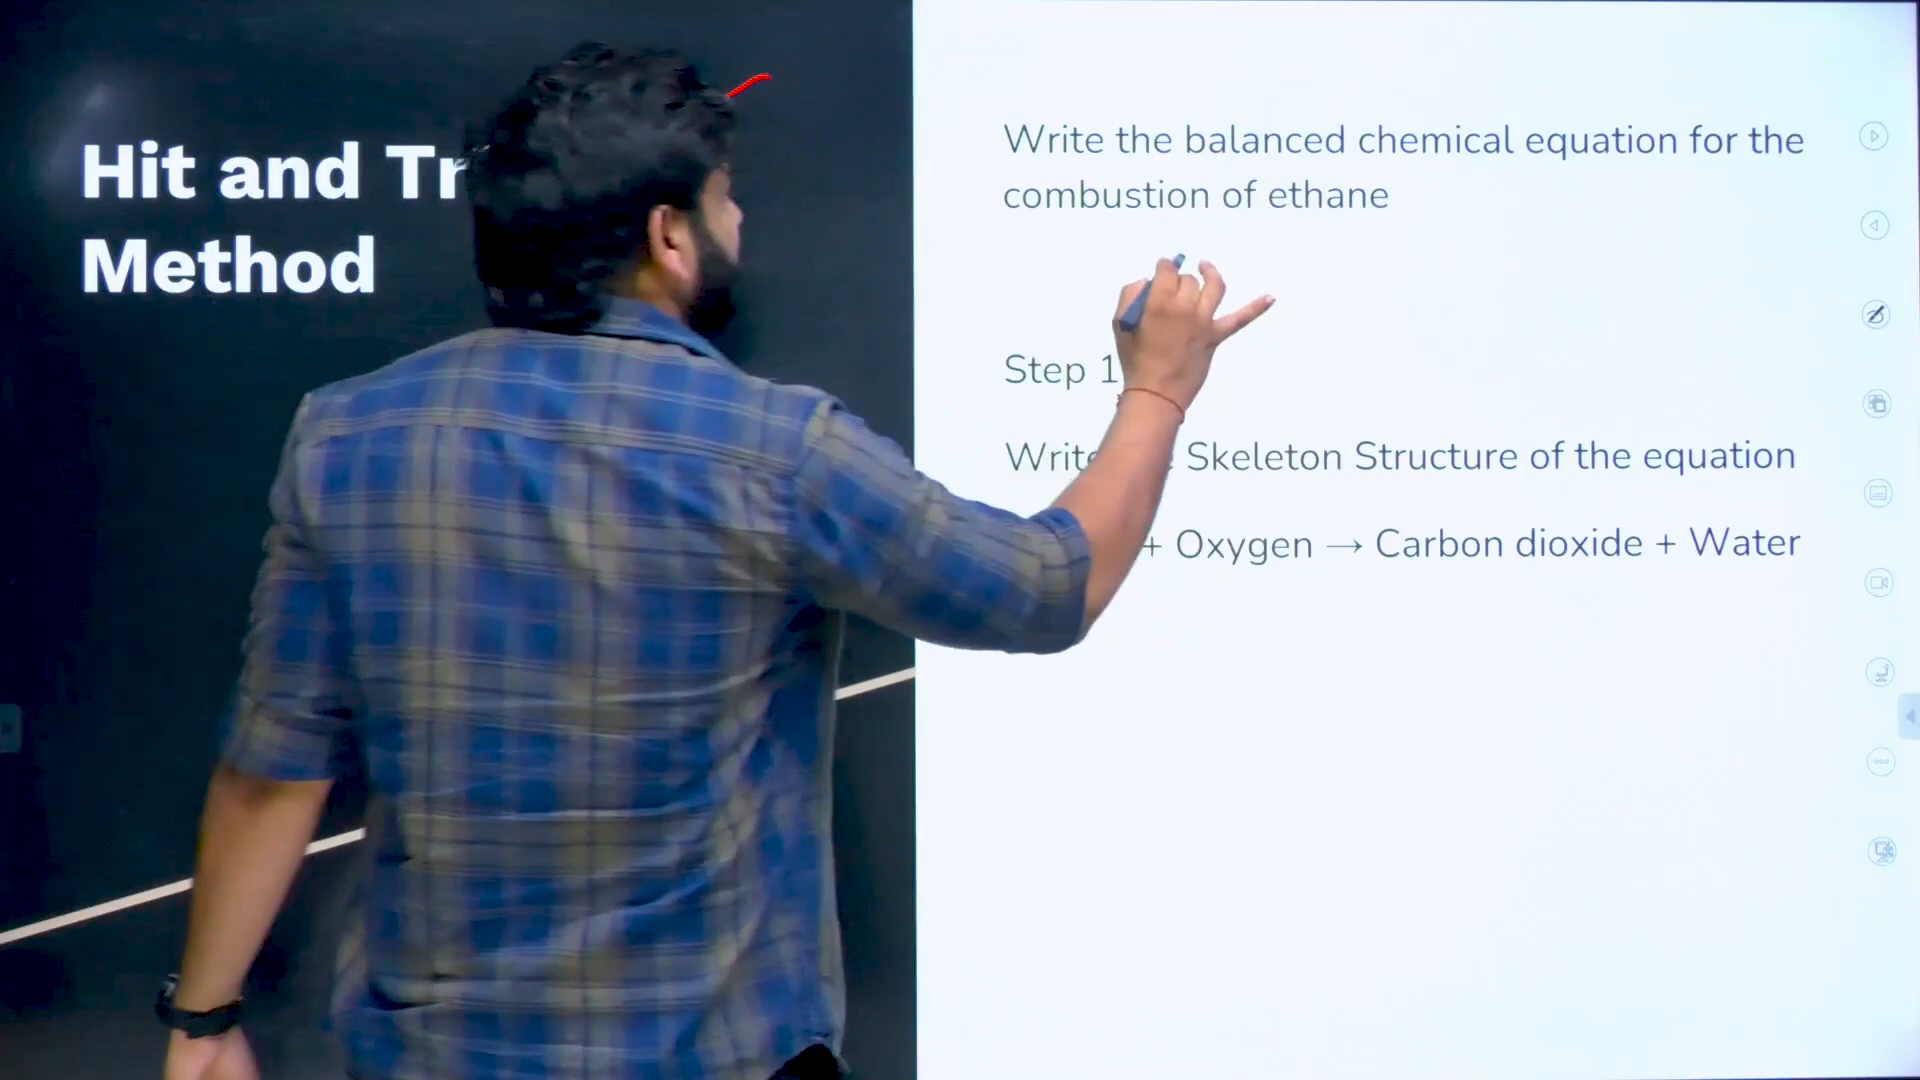 Hit and Tr
Method
Write the balanced chemical equation for the
combustion of ethane
Step 1
Skeleton Structure of the equation
+ Oxygen → Carbon dioxide + Water